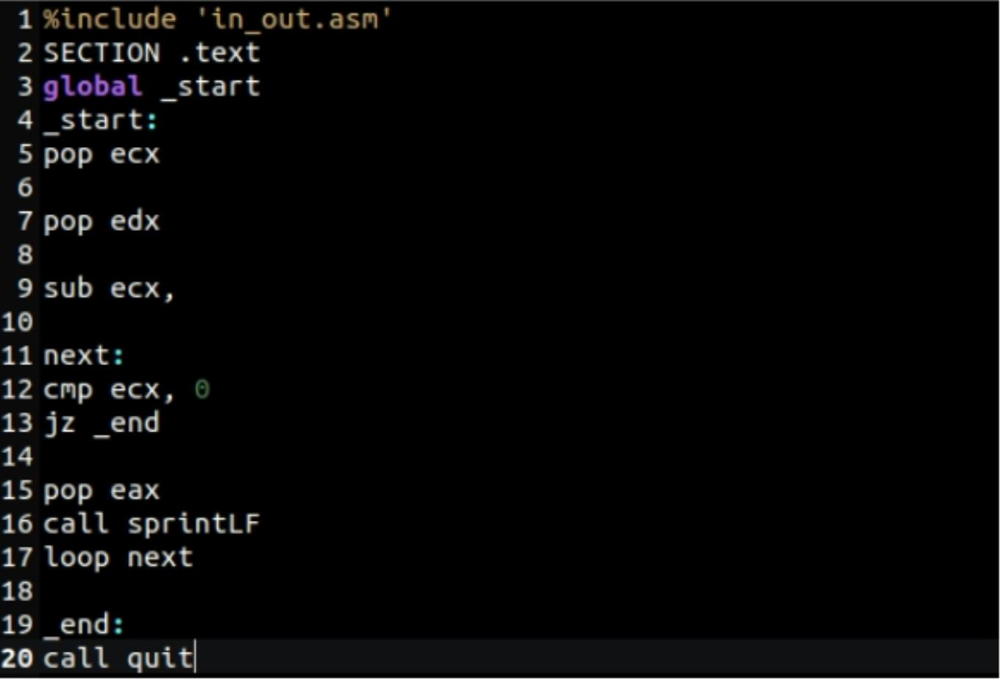 1 %include 'in_out.asm'
2 SECTION .text
3 global _start
4 _start:
5 pop ecx
6
7 pop edx
8
9 sub ecx,
10
11 next:
12 cmp ecx, 0
13 jz _end
14
15 pop eax
16 call sprintLF
17 loop next
18
19 _end:
20 call quit